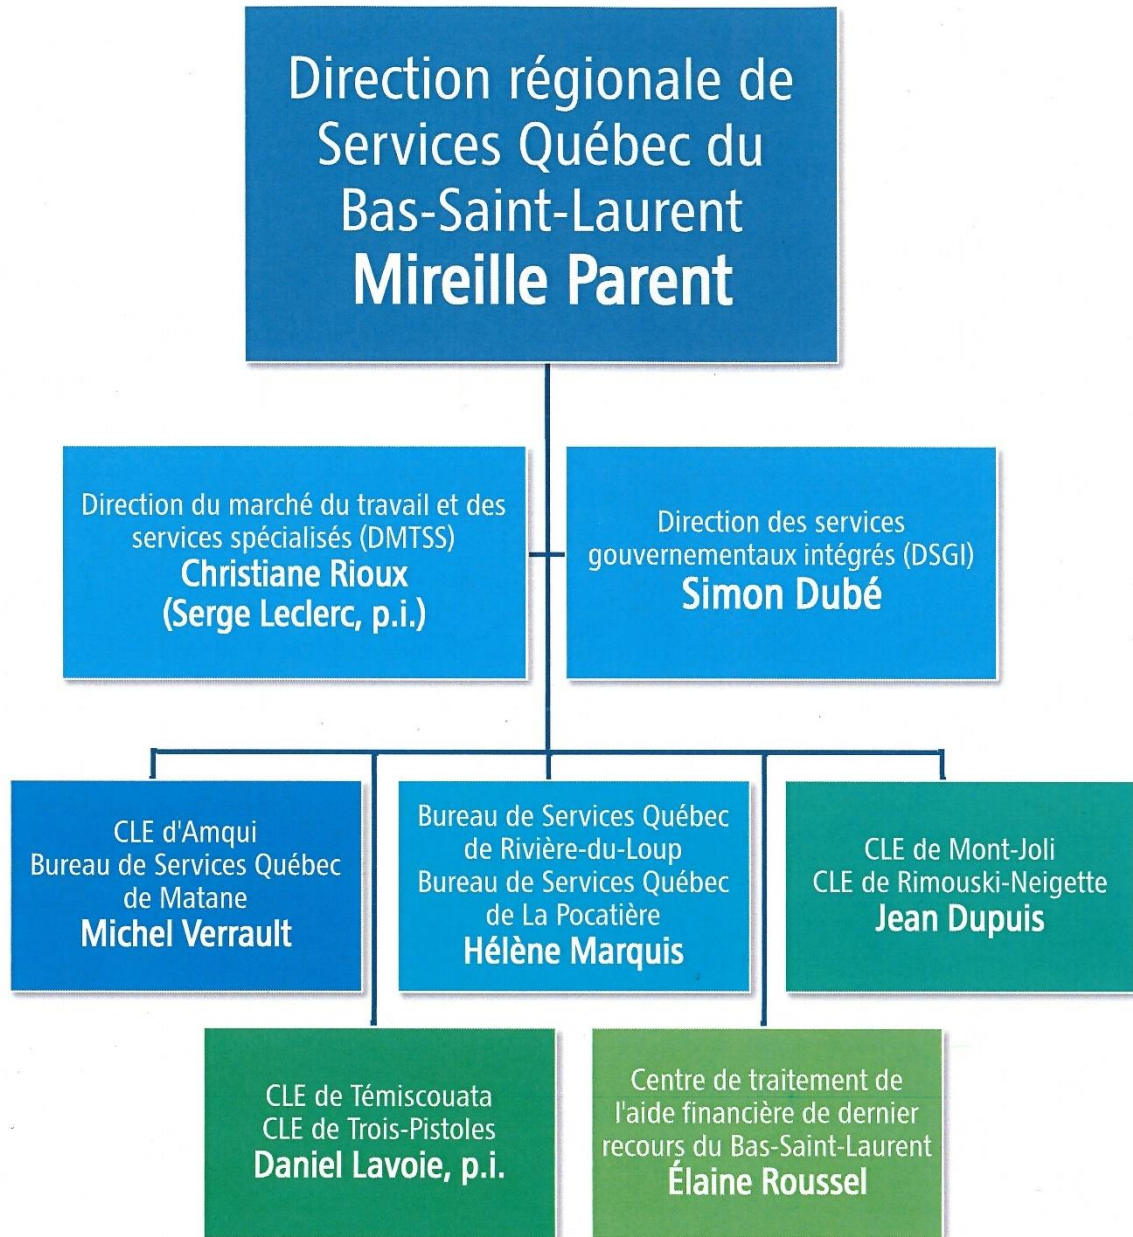 Direction régionale de
Services Québec du
Bas-Saint-Laurent
Mireille Parent
Direction du marché du travail et des
services spécialisés (DMTSS)
Christiane Rioux
(Serge Leclerc, p.i.)
Direction des services
gouvernementaux intégrés (DSGI)
Simon Dubé
CLE d'Amqui
Bureau de Services Québec
de Matane
Michel Verrault
Bureau de Services Québec
de Rivière-du-Loup
Bureau de Services Québec
de La Pocatière
Hélène Marquis
CLE de Mont-Joli
CLE de Rimouski-Neigette
Jean Dupuis
CLE de Témiscouata
CLE de Trois-Pistoles
Daniel Lavoie, p.i.
Centre de traitement de
l'aide financière de dernier
recours du Bas-Saint-Laurent
Élaine Roussel